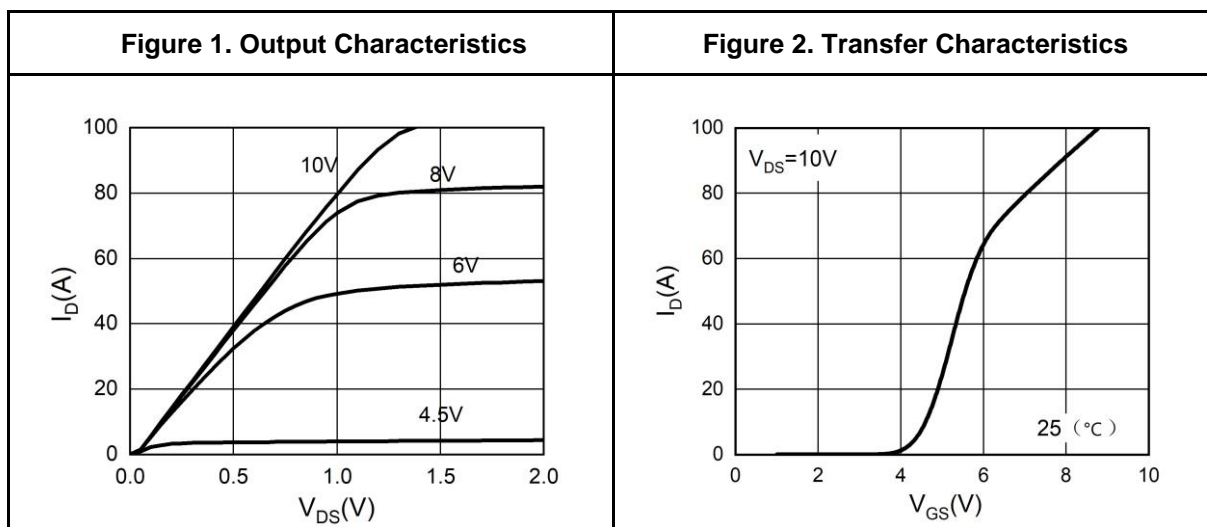 Figure 1. Output Characteristics
100
80
60
40
20
0
I_D(A)
10V
8V
6V
4.5V
0.0 0.5 1.0 1.5 2.0
V_DS(V)
Figure 2. Transfer Characteristics
100
80
60
40
20
0
I_D(A)
V_DS=10V
25（℃）
0 2 4 6 8 10
V_GS(V)